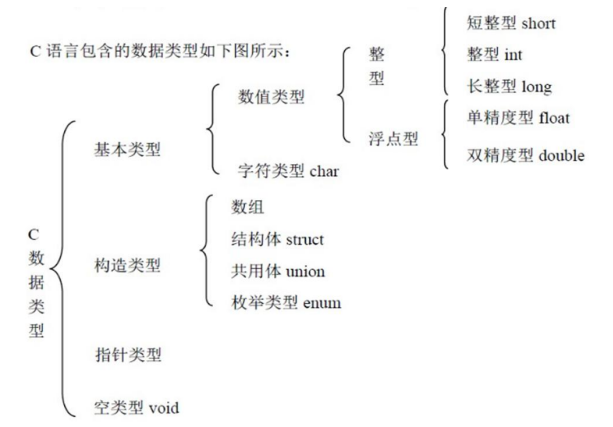 C 语言包含的数据类型如下图所示：
短整型 short
整型 int
长整型 long
整型
数值类型
单精度型 float
浮点型
双精度型 double
基本类型
字符类型 char
数组
结构体 struct
C数据类型
构造类型
共用体 union
枚举类型 enum
指针类型
空类型 void